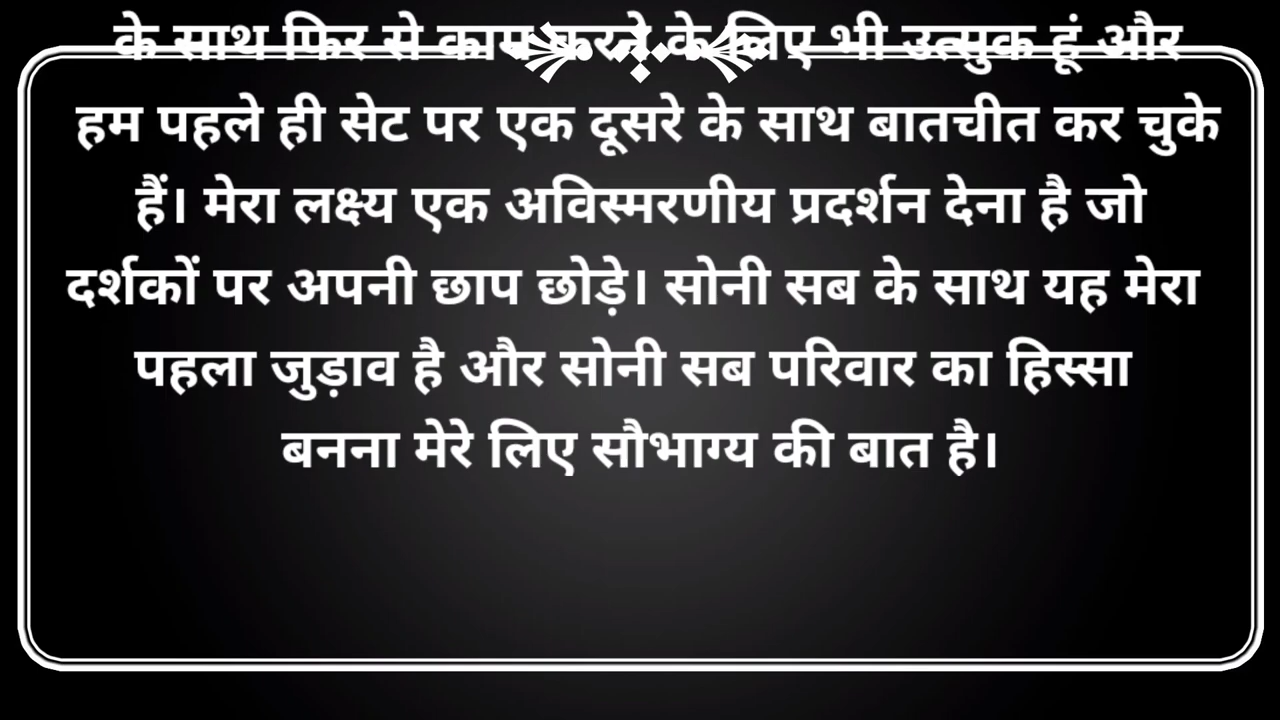 के साथ फिर से काम करने के लिए भी उत्सुक हूं और
हम पहले ही सेट पर एक दूसरे के साथ बातचीत कर चुके
हैं। मेरा लक्ष्य एक अविस्मरणीय प्रदर्शन देना है जो
दर्शकों पर अपनी छाप छोड़े। सोनी सब के साथ यह मेरा
पहला जुड़ाव है और सोनी सब परिवार का हिस्सा
बनना मेरे लिए सौभाग्य की बात है।